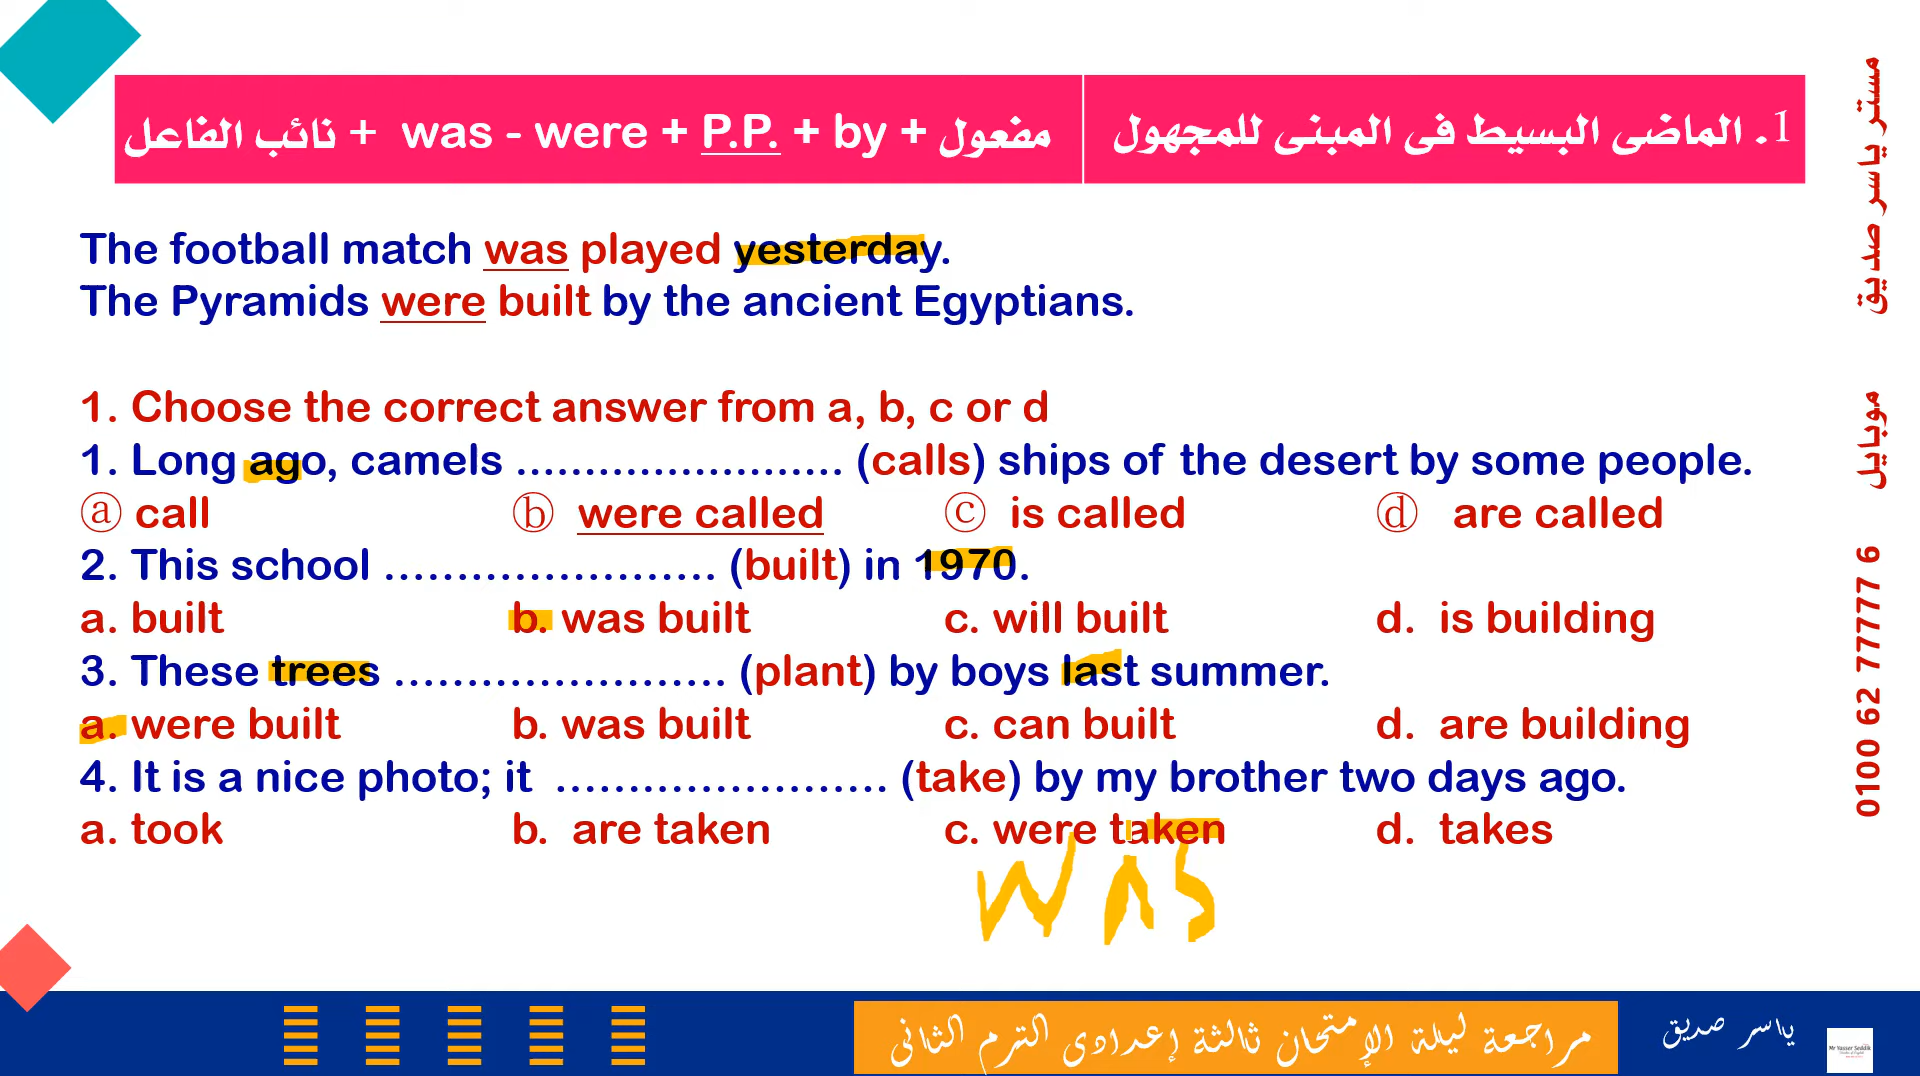 1. الماضى البسيط فى المبنى للمجهول
مفعول + was - were + P.P. + by + نائب الفاعل
The football match was played yesterday.
The Pyramids were built by the ancient Egyptians.
1. Choose the correct answer from a, b, c or d
1. Long ago, camels ........................ (calls) ships of the desert by some people.
ⓐ call ⓑ were called ⓒ is called ⓓ are called
2. This school ........................ (built) in 1970.
a. built b. was built c. will built d. is building
3. These trees ........................ (plant) by boys last summer.
a. were built b. was built c. can built d. are building
4. It is a nice photo; it ........................ (take) by my brother two days ago.
a. took b. are taken c. were taken d. takes
was
مستر ياسر صديق موبايل 0100 62 77777 6
مراجعة ليلة الإمتحان ثالثة إعدادى الترم الثانى
ياسر صديق
Mr Yasser Seddik